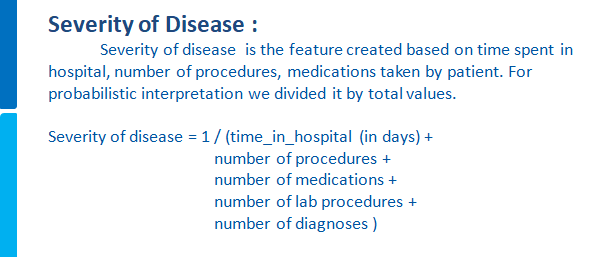 Severity of Disease :
Severity of disease is the feature created based on time spent in
hospital, number of procedures, medications taken by patient. For
probabilistic interpretation we divided it by total values.
Severity of disease = 1 / (time_in_hospital (in days) +
number of procedures +
number of medications +
number of lab procedures +
number of diagnoses )